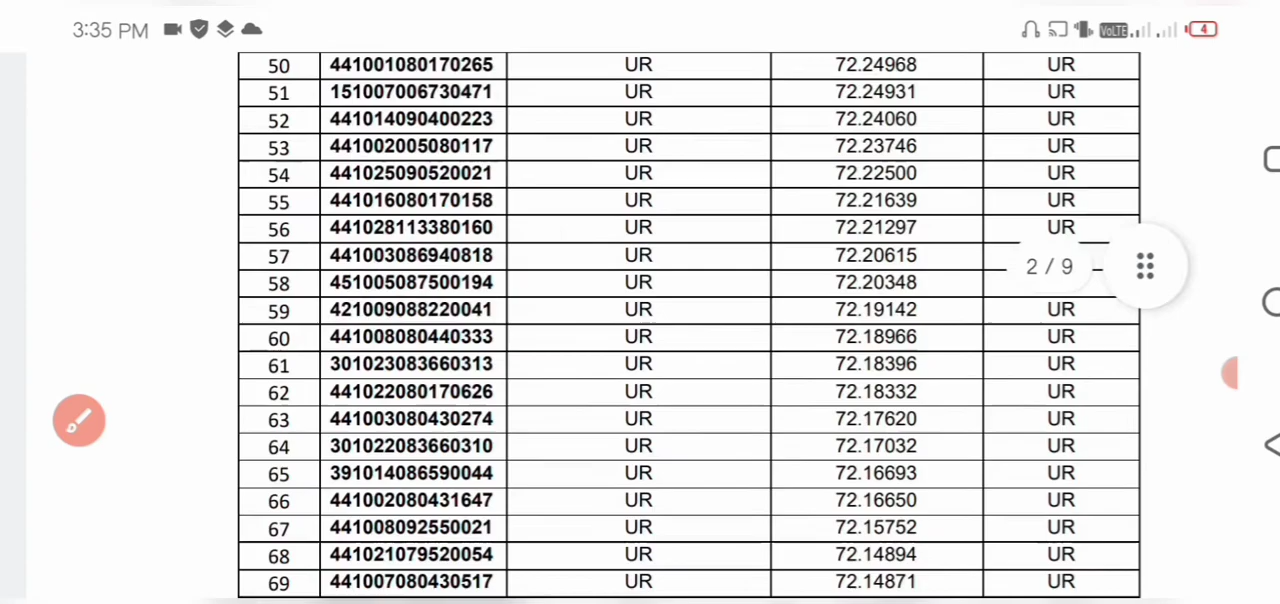 3:35 PM VoLTE 4
50 441001080170265 UR 72.24968 UR
51 151007006730471 UR 72.24931 UR
52 441014090400223 UR 72.24060 UR
53 441002005080117 UR 72.23746 UR
54 441025090520021 UR 72.22500 UR
55 441016080170158 UR 72.21639 UR
56 441028113380160 UR 72.21297 UR
57 441003086940818 UR 72.20615
2 / 9
58 451005087500194 UR 72.20348
59 421009088220041 UR 72.19142 UR
60 441008080440333 UR 72.18966 UR
61 301023083660313 UR 72.18396 UR
62 441022080170626 UR 72.18332 UR
63 441003080430274 UR 72.17620 UR
64 301022083660310 UR 72.17032 UR
65 391014086590044 UR 72.16693 UR
66 441002080431647 UR 72.16650 UR
67 441008092550021 UR 72.15752 UR
68 441021079520054 UR 72.14894 UR
69 441007080430517 UR 72.14871 UR